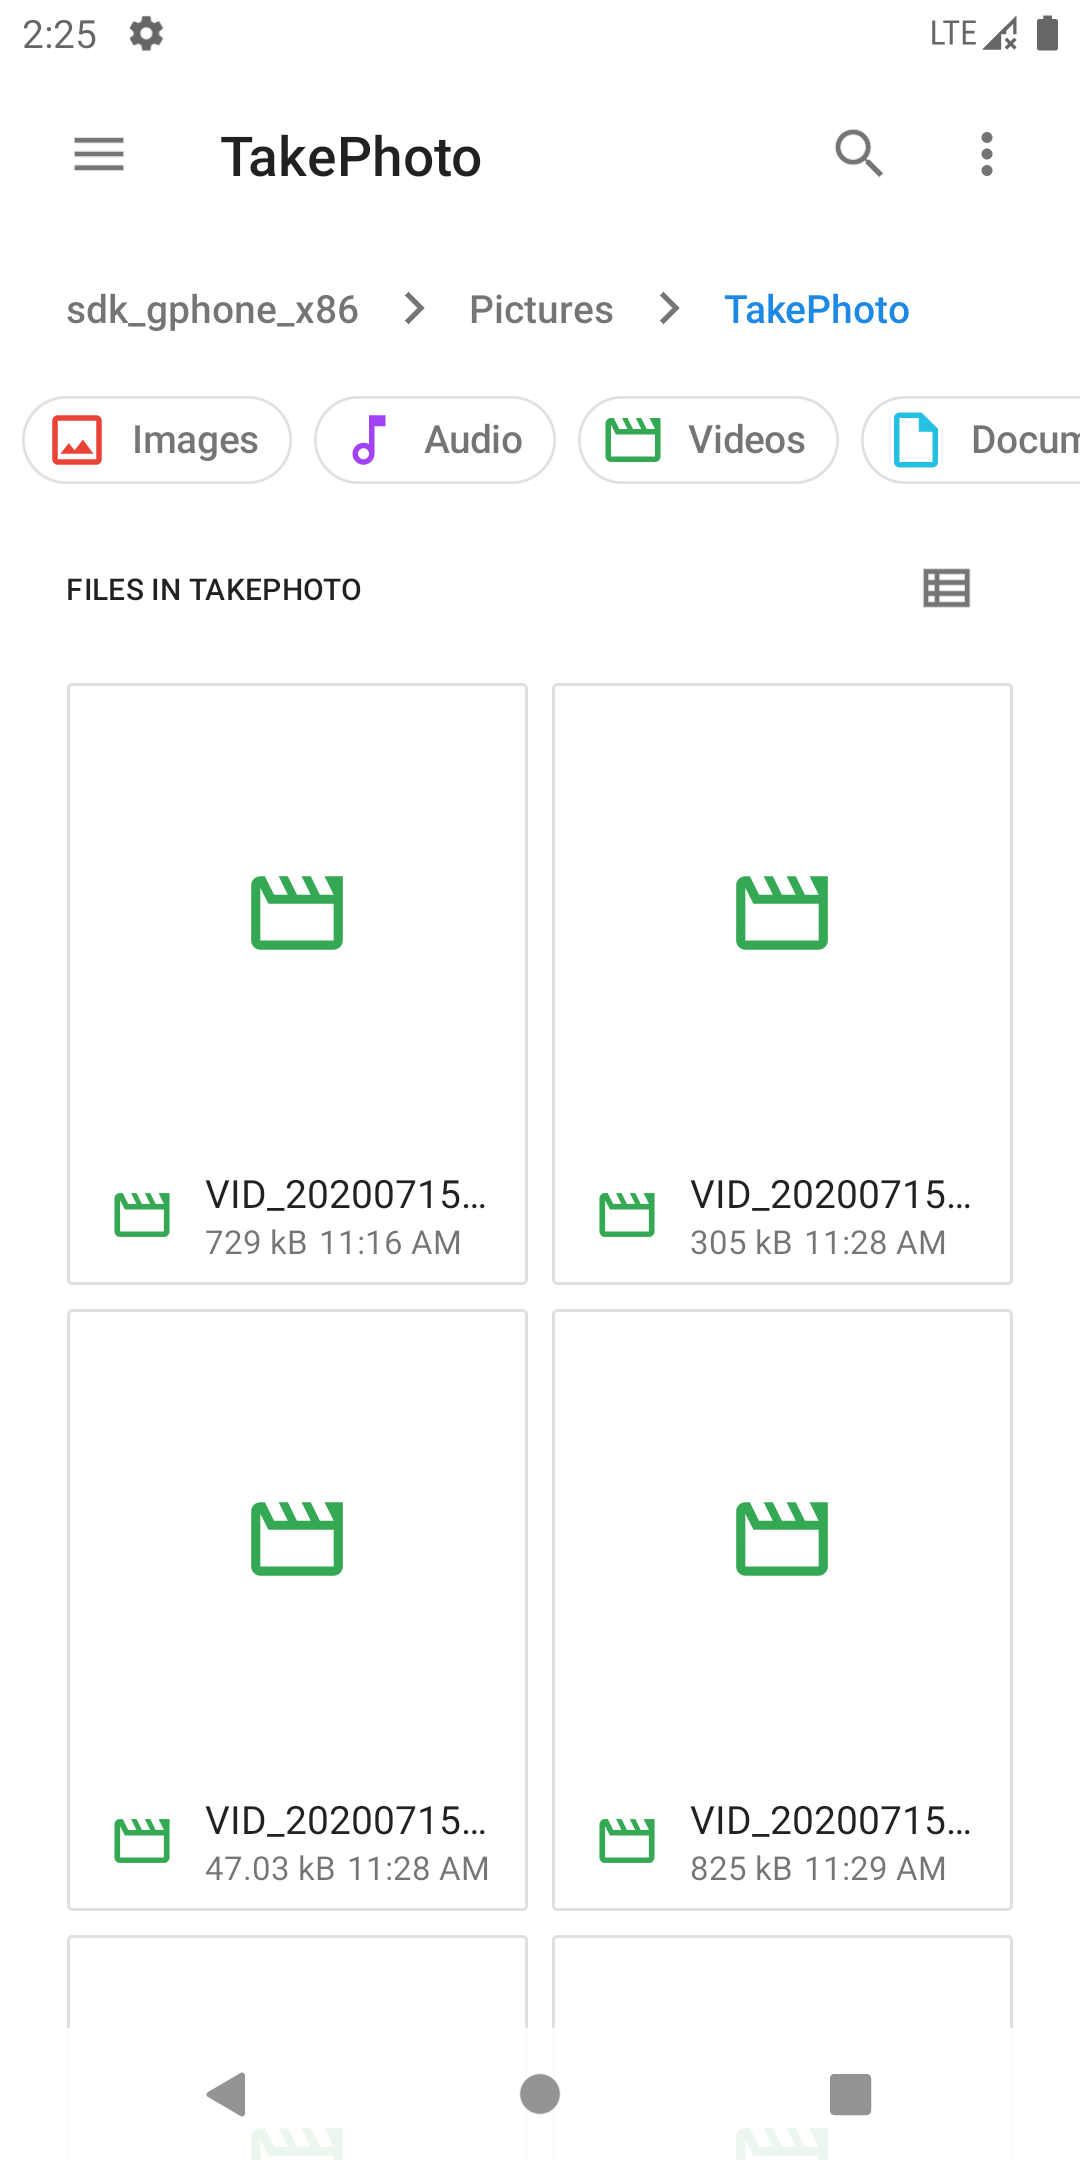 2:25 LTE
TakePhoto
sdk_gphone_x86 Pictures TakePhoto
Images Audio Videos Docum
FILES IN TAKEPHOTO
VID_20200715... VID_20200715...
729 kB 11:16 AM 305 kB 11:28 AM
VID_20200715... VID_20200715...
47.03 kB 11:28 AM 825 kB 11:29 AM